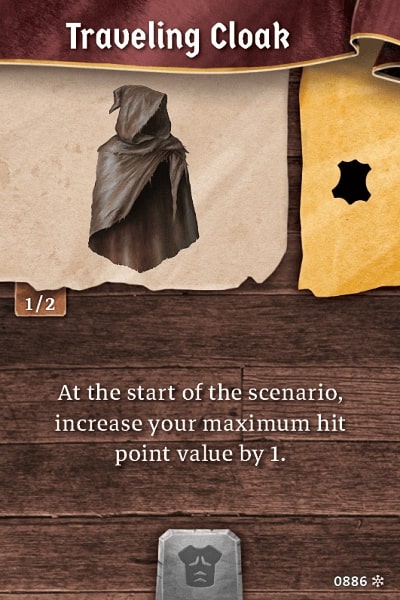 Traveling Cloak
1/2
At the start of the scenario,
increase your maximum hit
point value by 1.
0886